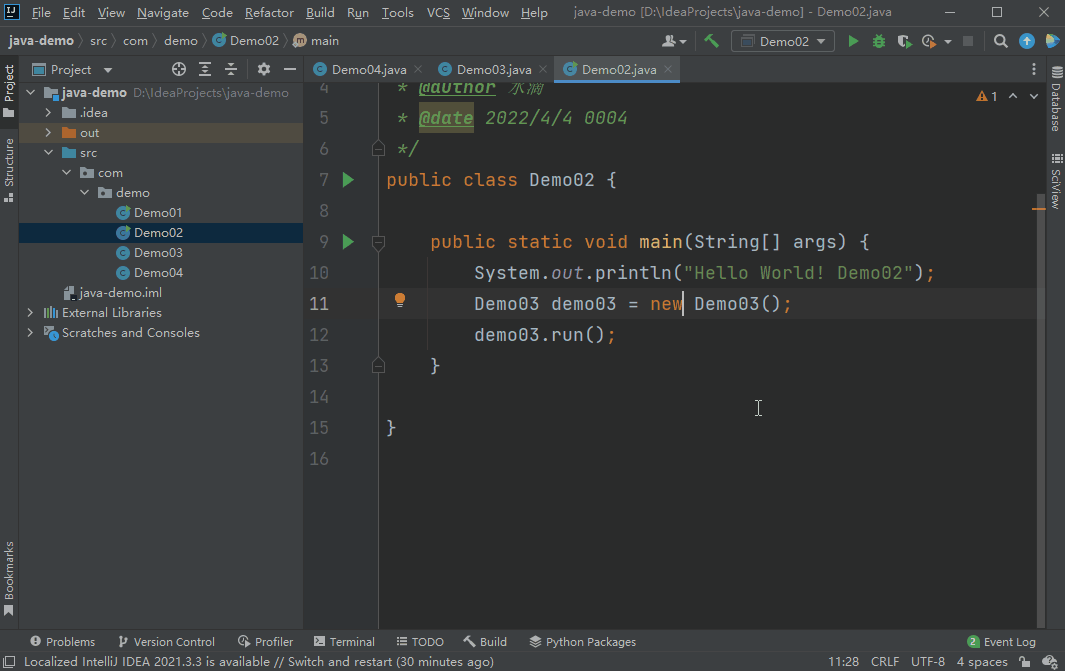 File Edit View Navigate Code Refactor Build Run Tools VCS Window Help java-demo [D:\IdeaProjects\java-demo] - Demo02.java
java-demo src com demo Demo02 main Demo02
Project Demo04.java Demo03.java Demo02.java
java-demo D:\IdeaProjects\java-demo
.idea
out
src
com
demo
Demo01
Demo02
Demo03
Demo04
java-demo.iml
External Libraries
Scratches and Consoles
Project
Structure
Bookmarks
4 * @author 水滴
5 * @date 2022/4/4 0004
6 */
7 public class Demo02 {
8
9 public static void main(String[] args) {
10 System.out.println("Hello World! Demo02");
11 Demo03 demo03 = new Demo03();
12 demo03.run();
13 }
14
15 }
16
1
Database
SciView
Problems Version Control Profiler Terminal TODO Build Python Packages 2 Event Log
Localized IntelliJ IDEA 2021.3.3 is available // Switch and restart (30 minutes ago) 11:28 CRLF UTF-8 4 spaces